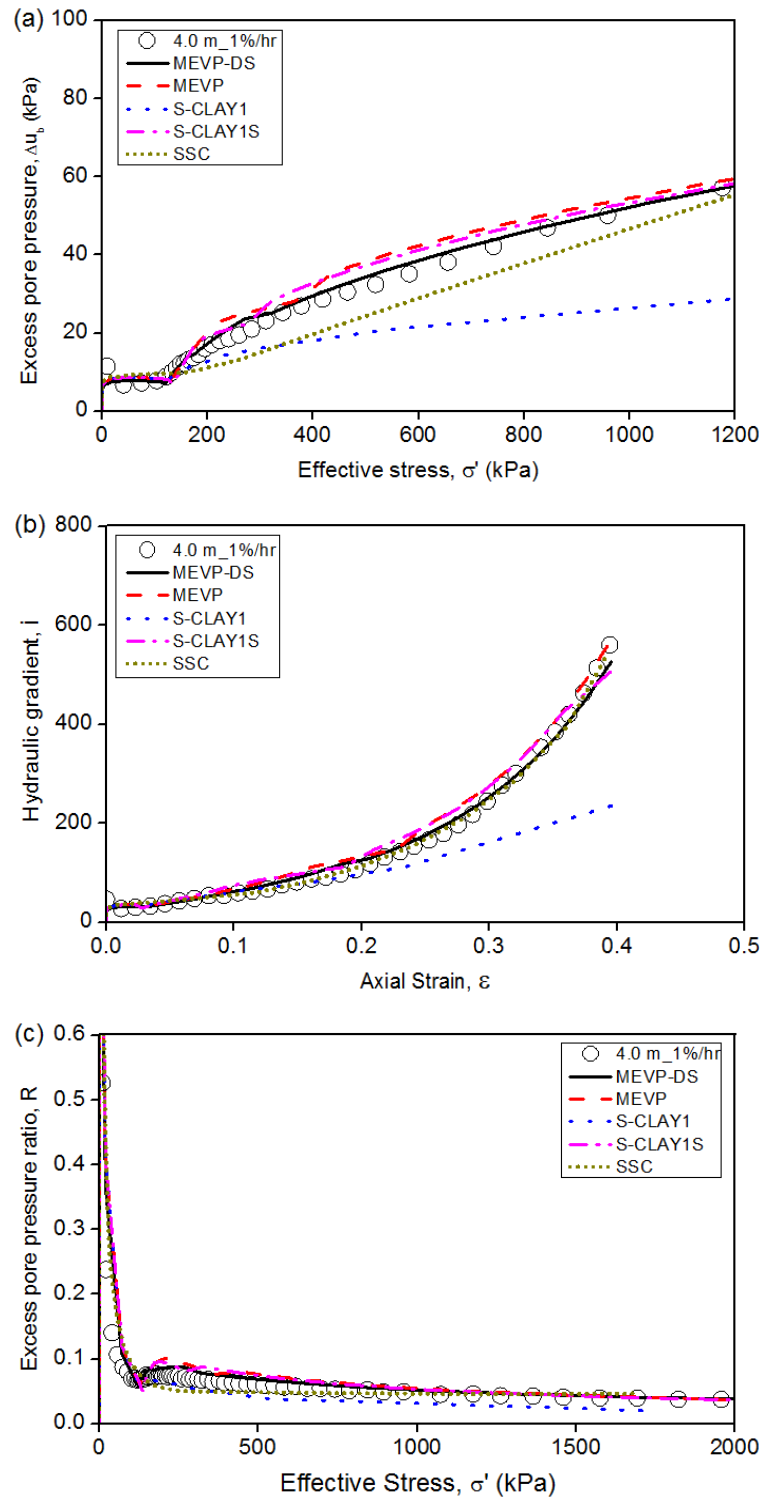 (a)
100
80
60
40
20
0
Excess pore pressure, Δu_b (kPa)
4.0 m_1%/hr
MEVP-DS
MEVP
S-CLAY1
S-CLAY1S
SSC
0 200 400 600 800 1000 1200
Effective stress, σ' (kPa)
(b)
800
600
400
200
0
Hydraulic gradient, i
4.0 m_1%/hr
MEVP-DS
MEVP
S-CLAY1
S-CLAY1S
SSC
0.0 0.1 0.2 0.3 0.4 0.5
Axial Strain, ε
(c)
0.6
0.5
0.4
0.3
0.2
0.1
0.0
Excess pore pressure ratio, R
4.0 m_1%/hr
MEVP-DS
MEVP
S-CLAY1
S-CLAY1S
SSC
0 500 1000 1500 2000
Effective Stress, σ' (kPa)